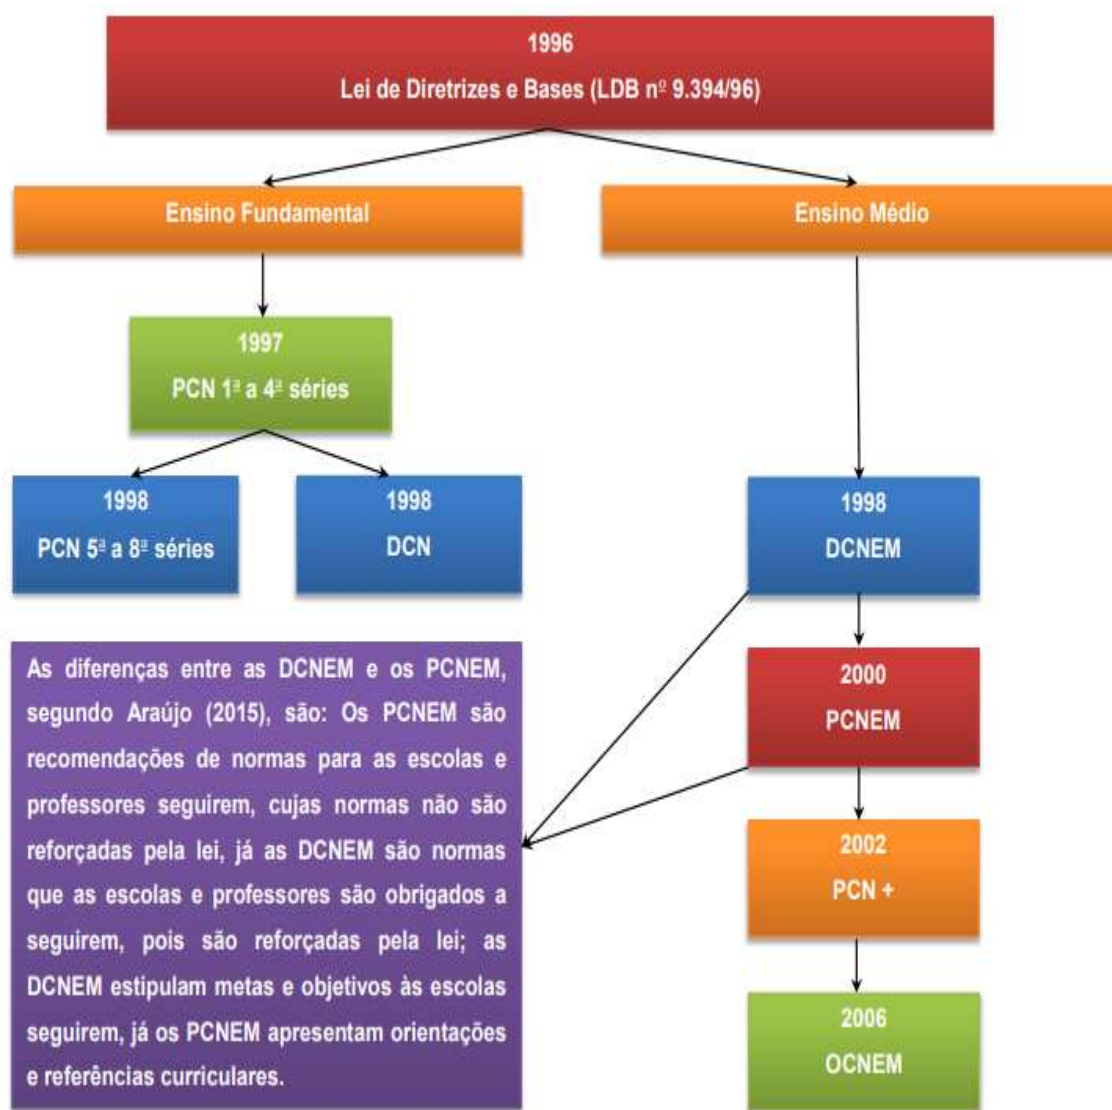 1996
Lei de Diretrizes e Bases (LDB nº 9.394/96)
Ensino Fundamental
Ensino Médio
1997
PCN 1ª a 4ª séries
1998
PCN 5ª a 8ª séries
1998
DCN
1998
DCNEM
As diferenças entre as DCNEM e os PCNEM,
segundo Araújo (2015), são: Os PCNEM são
recomendações de normas para as escolas e
professores seguirem, cujas normas não são
reforçadas pela lei, já as DCNEM são normas
que as escolas e professores são obrigados a
seguirem, pois são reforçadas pela lei; as
DCNEM estipulam metas e objetivos às escolas
seguirem, já os PCNEM apresentam orientações
e referências curriculares.
2000
PCNEM
2002
PCN +
2006
OCNEM